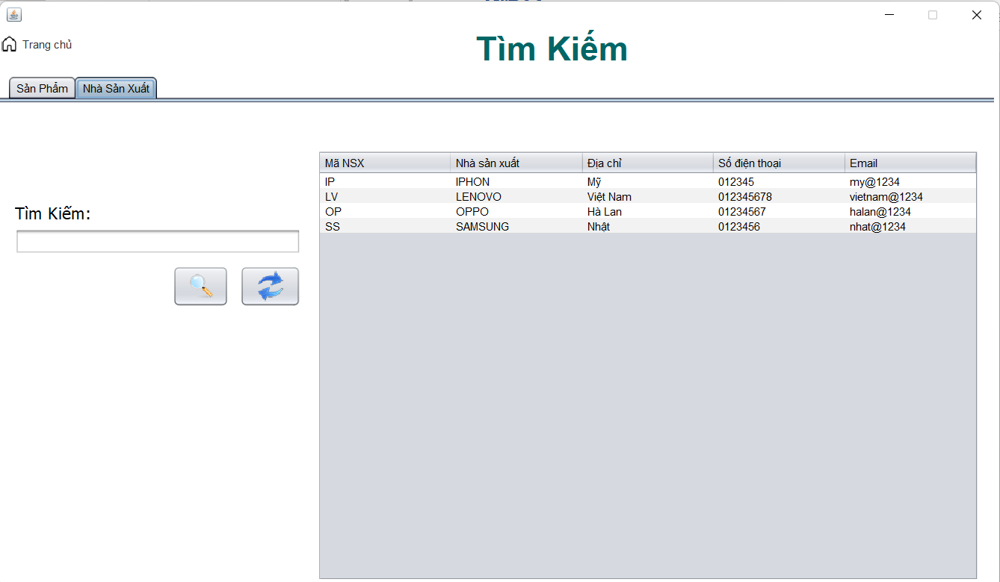 Trang chủ
Tìm Kiếm
Sản Phẩm Nhà Sản Xuất
Tìm Kiếm:
Mã NSX Nhà sản xuất Địa chỉ Số điện thoại Email
IP IPHON Mỹ 012345 my@1234
LV LENOVO Việt Nam 012345678 vietnam@1234
OP OPPO Hà Lan 01234567 halan@1234
SS SAMSUNG Nhật 0123456 nhat@1234